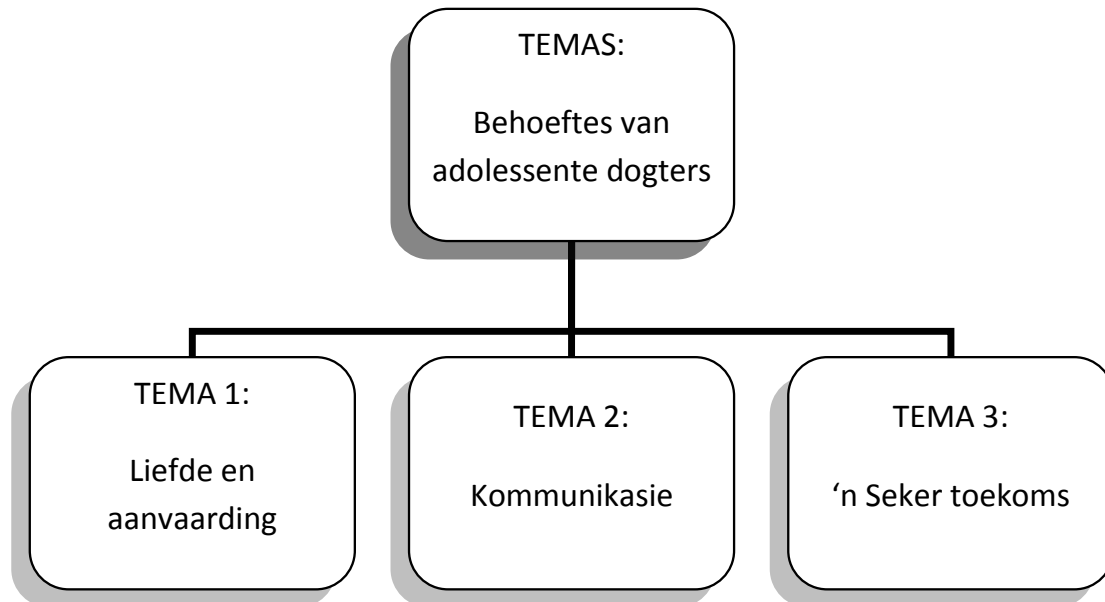 TEMAS:
Behoeftes van
adolessente dogters
TEMA 1:
Liefde en
aanvaarding
TEMA 2:
Kommunikasie
TEMA 3:
‘n Seker toekoms